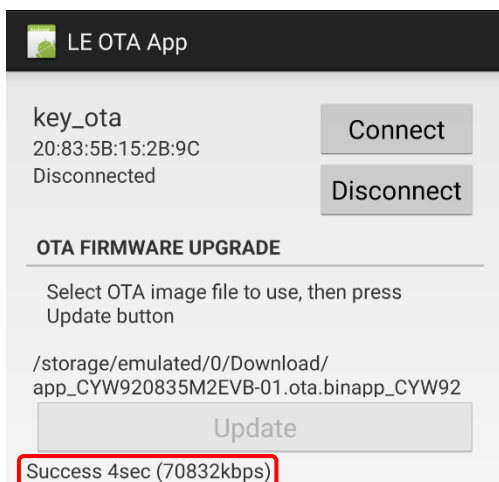 LE OTA App
key_ota
Connect
20:83:5B:15:2B:9C
Disconnected
Disconnect
OTA FIRMWARE UPGRADE
Select OTA image file to use, then press
Update button
/storage/emulated/0/Download/
app_CYW920835M2EVB-01.ota.binapp_CYW92
Update
Success 4sec (70832kbps)